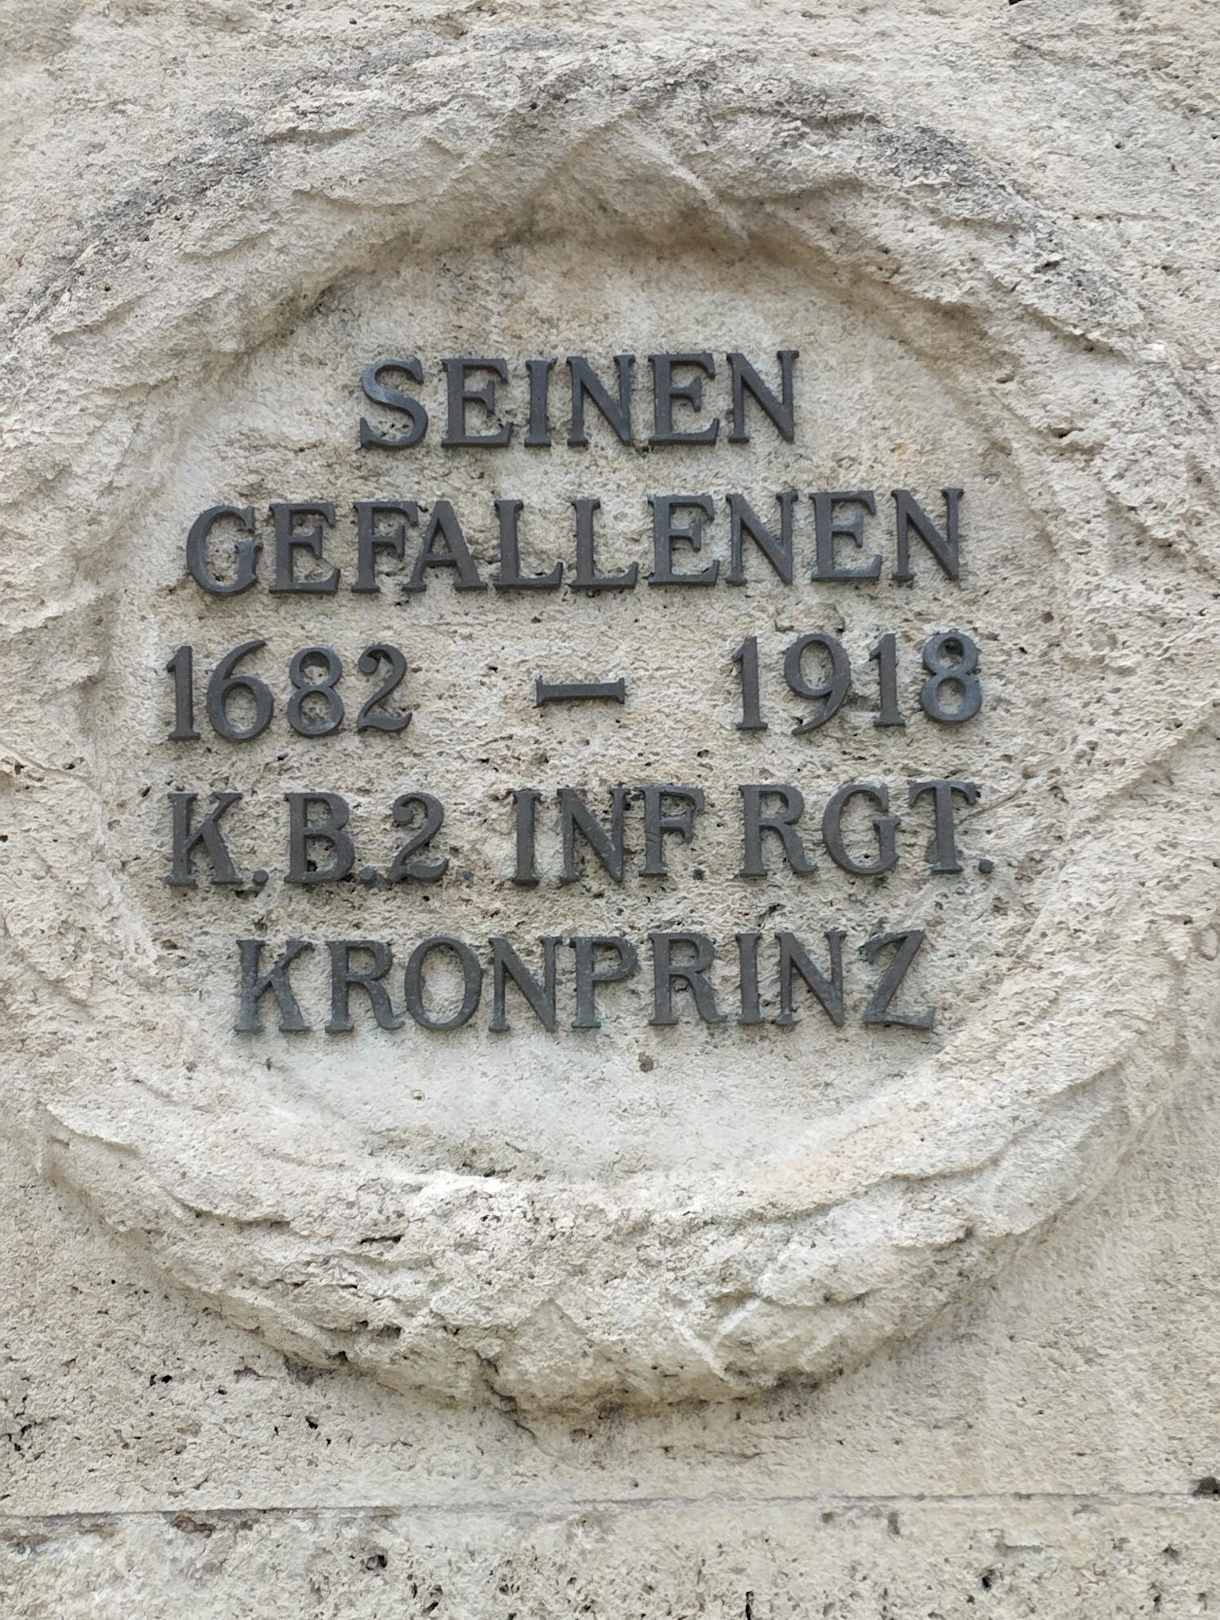 SEINEN
GEFALLENEN
1682 – 1918
K.B.2. INF. RGT.
KRONPRINZ